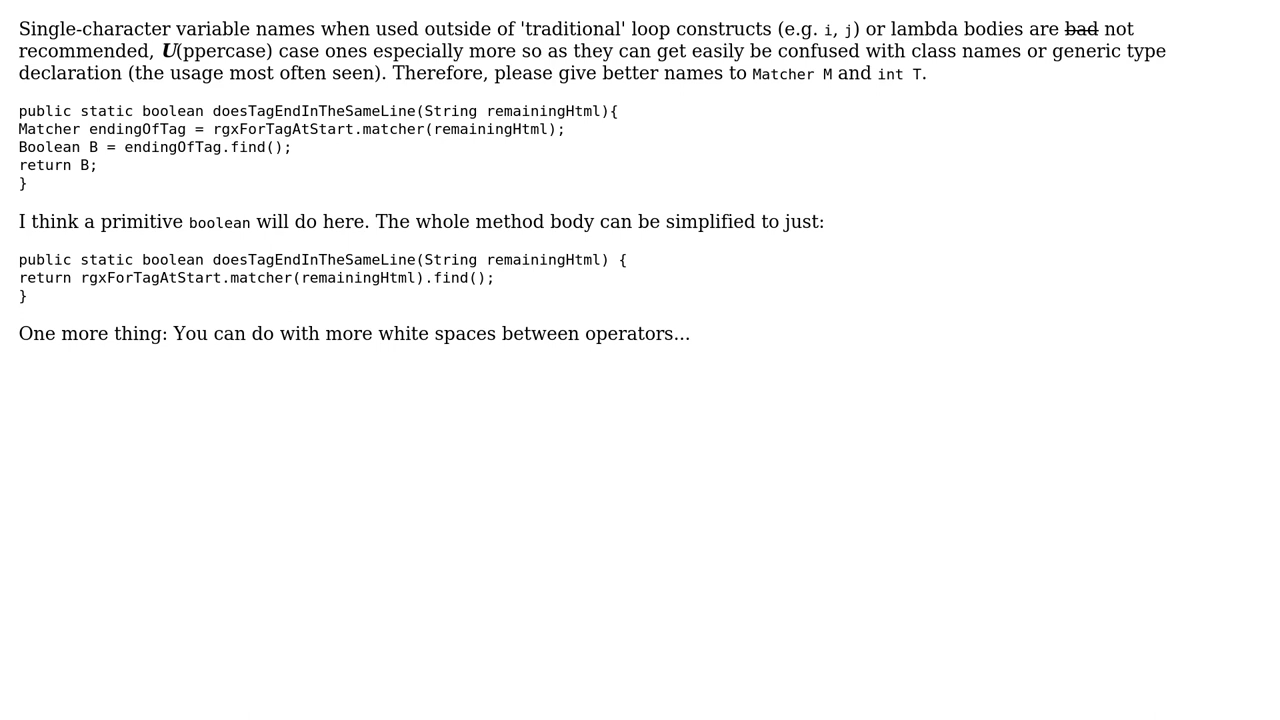 Single-character variable names when used outside of 'traditional' loop constructs (e.g. i, j) or lambda bodies are bad not
recommended, U(ppercase) case ones especially more so as they can get easily be confused with class names or generic type
declaration (the usage most often seen). Therefore, please give better names to Matcher M and int T.
public static boolean doesTagEndInTheSameLine(String remainingHtml){
Matcher endingOfTag = rgxForTagAtStart.matcher(remainingHtml);
Boolean B = endingOfTag.find();
return B;
}
I think a primitive boolean will do here. The whole method body can be simplified to just:
public static boolean doesTagEndInTheSameLine(String remainingHtml) {
return rgxForTagAtStart.matcher(remainingHtml).find();
}
One more thing: You can do with more white spaces between operators...